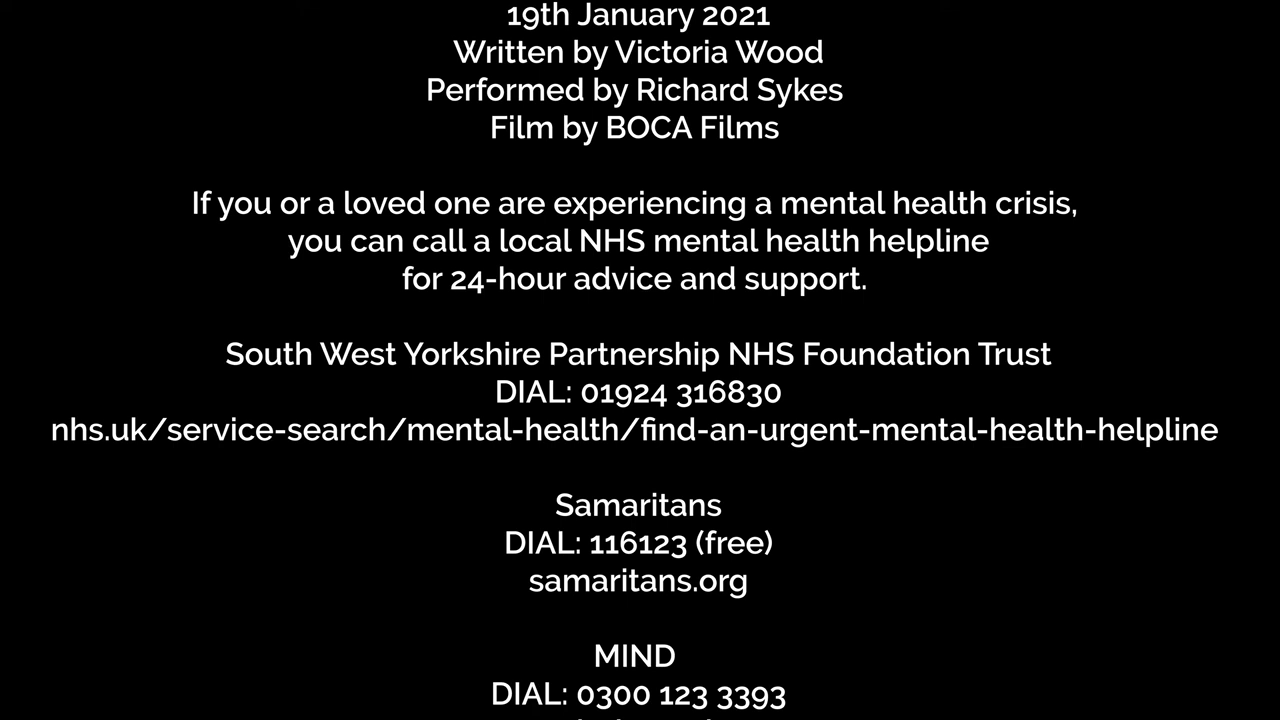 19th January 2021
Written by Victoria Wood
Performed by Richard Sykes
Film by BOCA Films
If you or a loved one are experiencing a mental health crisis,
you can call a local NHS mental health helpline
for 24-hour advice and support.
South West Yorkshire Partnership NHS Foundation Trust
DIAL: 01924 316830
nhs.uk/service-search/mental-health/find-an-urgent-mental-health-helpline
Samaritans
DIAL: 116123 (free)
samaritans.org
MIND
DIAL: 0300 123 3393